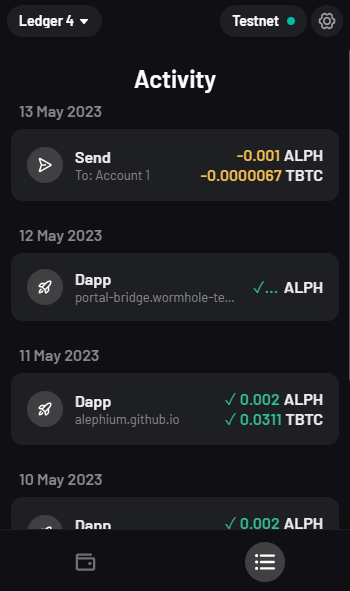 Ledger 4
Testnet
Activity
13 May 2023
Send
-0.001 ALPH
To: Account 1
-0.0000067 TBTC
12 May 2023
Dapp
portal-bridge.wormhole-te...
✓... ALPH
11 May 2023
Dapp
✓ 0.002 ALPH
alephium.github.io
✓ 0.0311 TBTC
10 May 2023
Dapp
✓ 0.002 ALPH